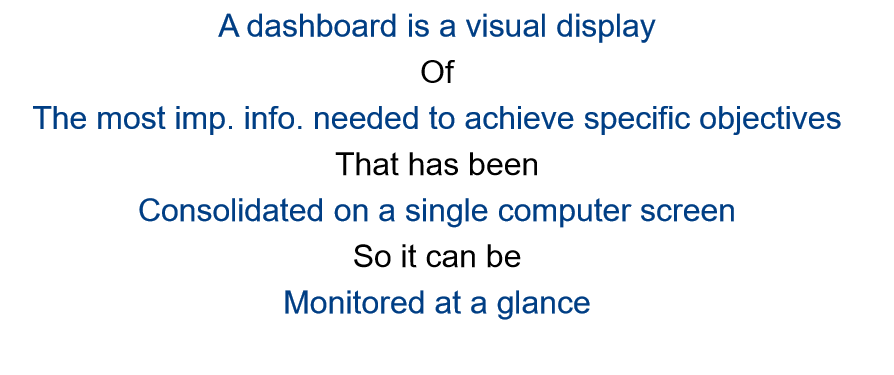 A dashboard is a visual display
Of
The most imp. info. needed to achieve specific objectives
That has been
Consolidated on a single computer screen
So it can be
Monitored at a glance